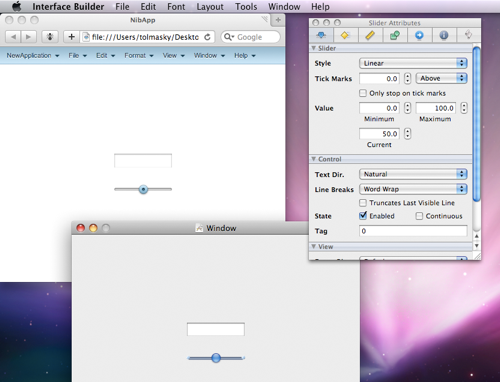 Interface Builder File Edit Font Layout Tools Window Help
NibApp
file:///Users/tolmasky/Deskto
Google
NewApplication File Edit Format View Window Help
Window
Slider Attributes
Slider
Style Linear
Tick Marks 0.0 Above
Only stop on tick marks
Value 0.0 100.0
Minimum Maximum
50.0
Current
Control
Text Dir. Natural
Line Breaks Word Wrap
Truncates Last Visible Line
State Enabled Continuous
Tag 0
View